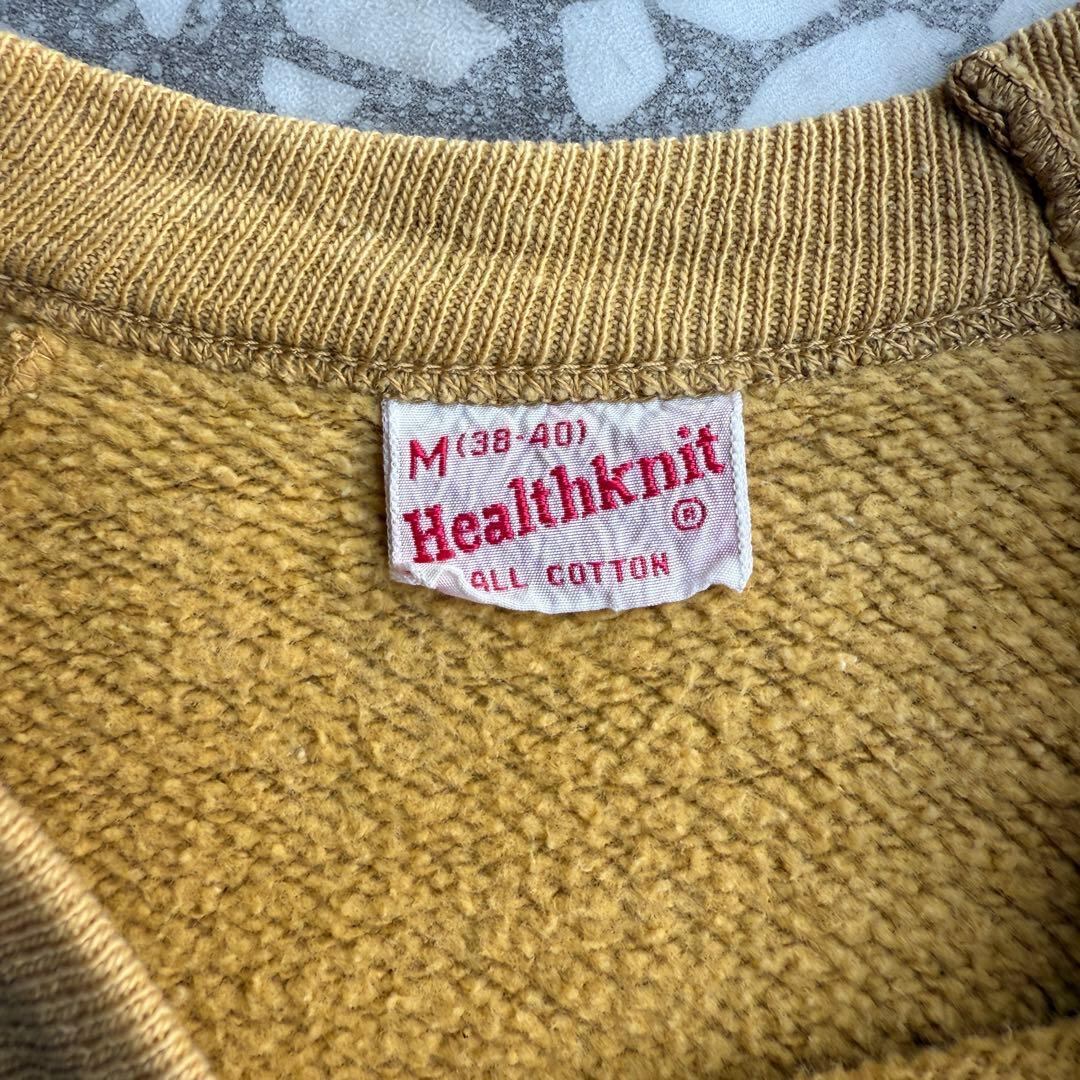 M (38-40)
Healthknit
®
ALL COTTON